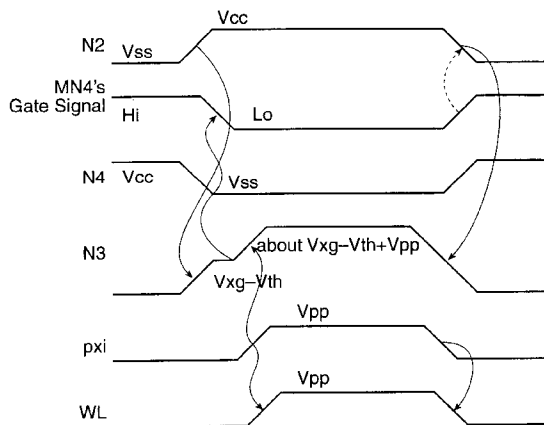 Vcc
N2
Vss
MN4's
Gate Signal
Hi
Lo
N4
Vcc
Vss
N3
about Vxg–Vth+Vpp
Vxg–Vth
Vpp
pxi
Vpp
WL